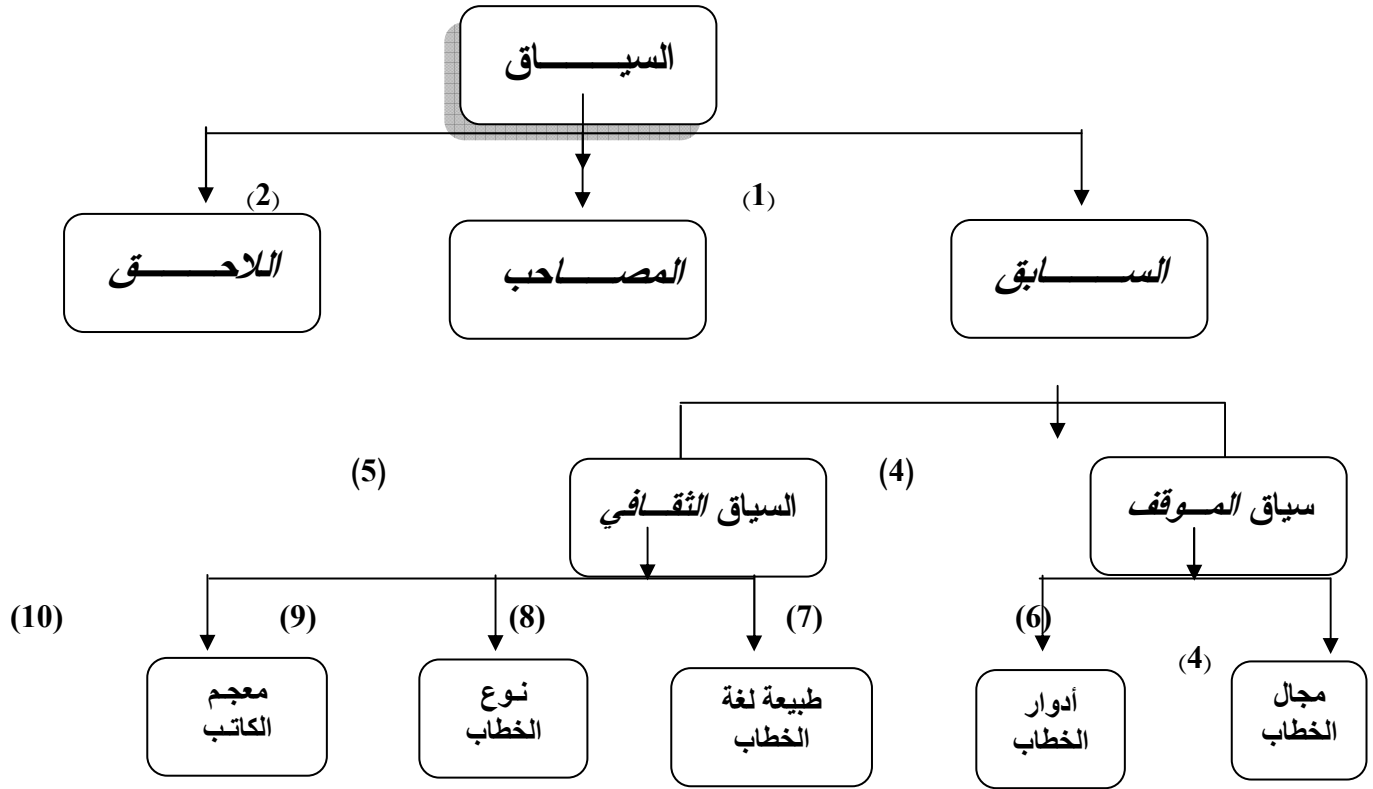 السياق
(1)
(2)
السابق
المصاحب
اللاحق
(4)
(5)
سياق الموقف
السياق الثقافي
(4)
(6)
(7)
(8)
(9)
(10)
مجال
الخطاب
أدوار
الخطاب
طبيعة لغة
الخطاب
نوع
الخطاب
معجم
الكاتب